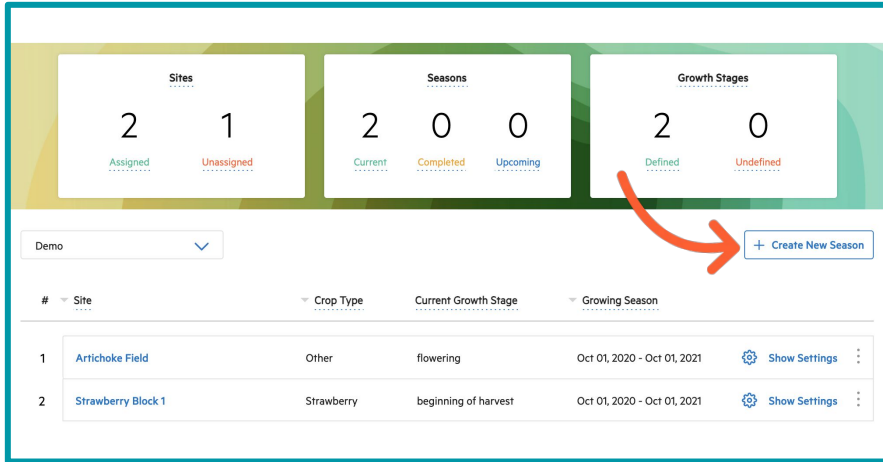 Sites Seasons Growth Stages
2 1 2 0 0 2 0
Assigned Unassigned Current Completed Upcoming Defined Undefined
Demo + Create New Season
# Site Crop Type Current Growth Stage Growing Season
1 Artichoke Field Other flowering Oct 01, 2020 - Oct 01, 2021 Show Settings
2 Strawberry Block 1 Strawberry beginning of harvest Oct 01, 2020 - Oct 01, 2021 Show Settings